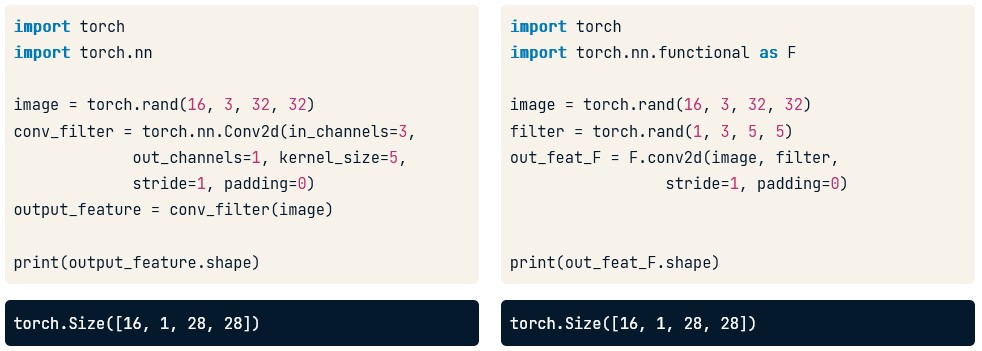 import torch
import torch.nn
image = torch.rand(16, 3, 32, 32)
conv_filter = torch.nn.Conv2d(in_channels=3,
out_channels=1, kernel_size=5,
stride=1, padding=0)
output_feature = conv_filter(image)
print(output_feature.shape)
torch.Size([16, 1, 28, 28])
import torch
import torch.nn.functional as F
image = torch.rand(16, 3, 32, 32)
filter = torch.rand(1, 3, 5, 5)
out_feat_F = F.conv2d(image, filter,
stride=1, padding=0)
print(out_feat_F.shape)
torch.Size([16, 1, 28, 28])